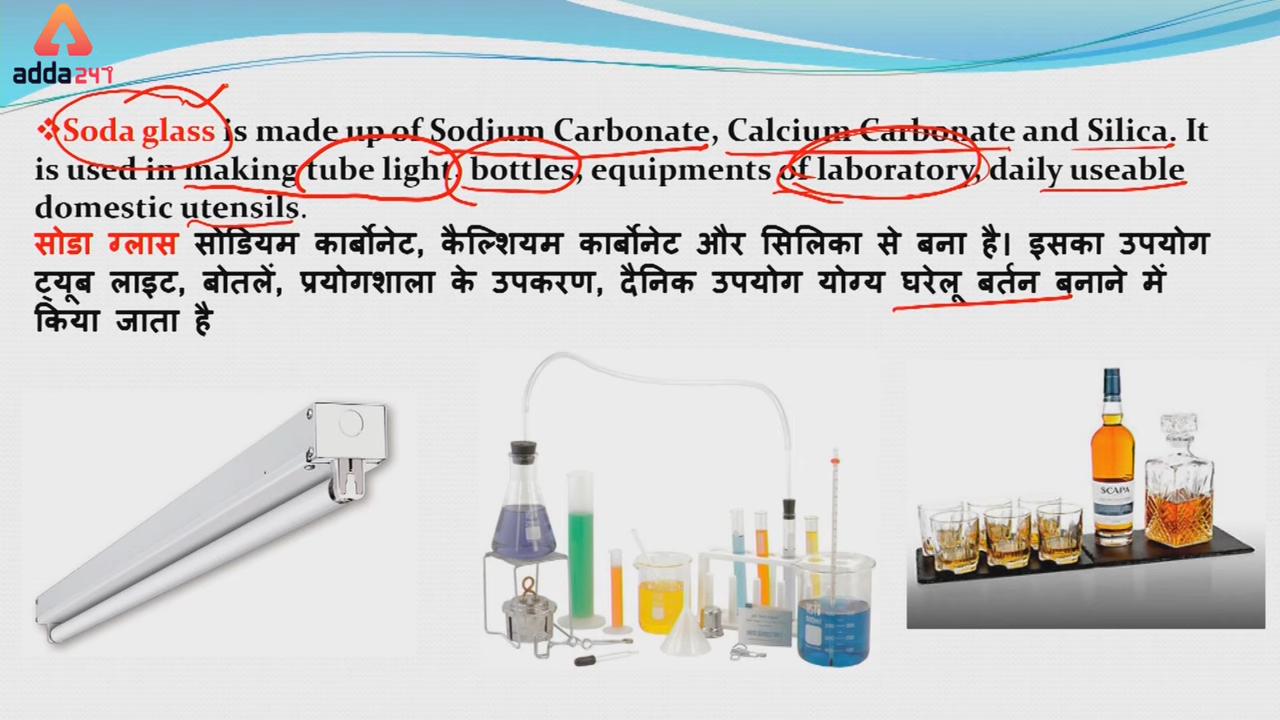 adda247
❖Soda glass is made up of Sodium Carbonate, Calcium Carbonate and Silica. It
is used in making tube light, bottles, equipments of laboratory, daily useable
domestic utensils.
सोडा ग्लास सोडियम कार्बोनेट, कैल्शियम कार्बोनेट और सिलिका से बना है। इसका उपयोग
ट्यूब लाइट, बोतलें, प्रयोगशाला के उपकरण, दैनिक उपयोग योग्य घरेलू बर्तन बनाने में
किया जाता है
SCAPA